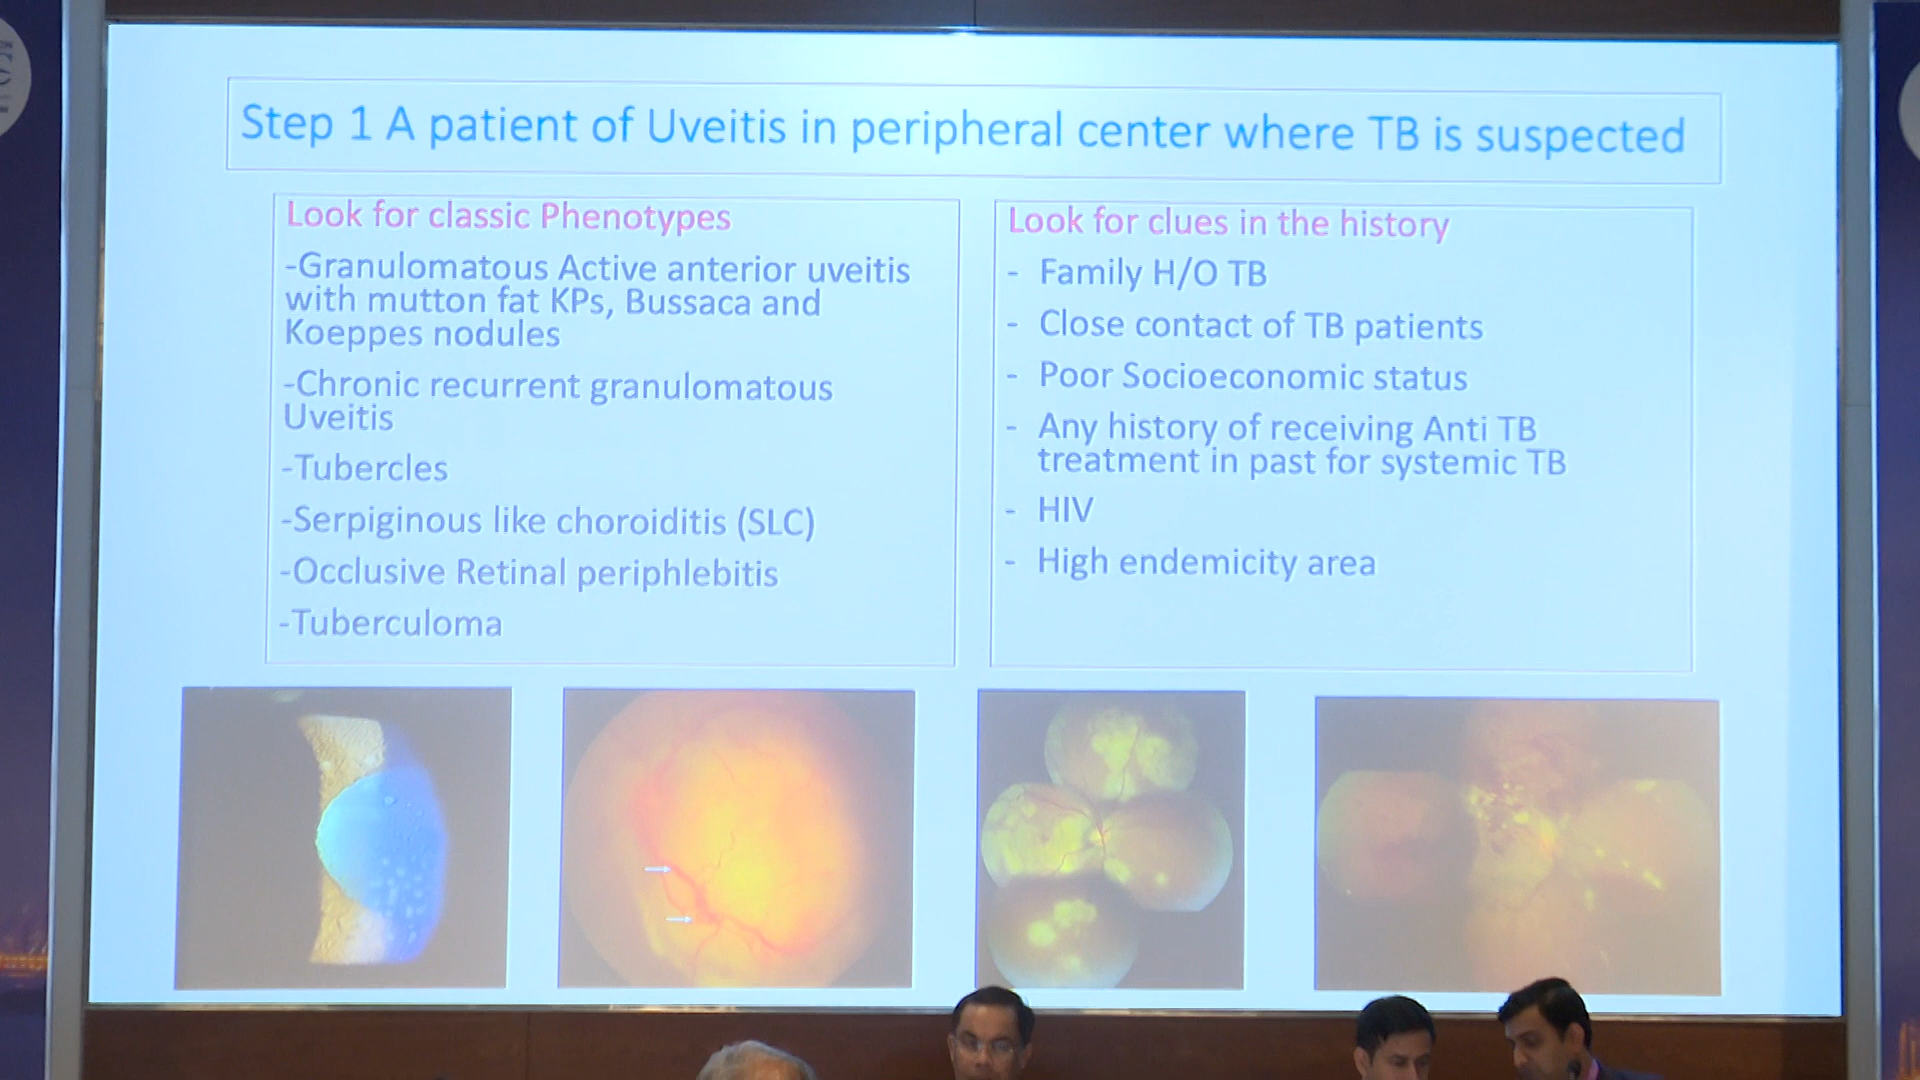 Step 1 A patient of Uveitis in peripheral center where TB is suspected
Look for classic Phenotypes
-Granulomatous Active anterior uveitis
with mutton fat KPs, Bussaca and
Koeppes nodules
-Chronic recurrent granulomatous
Uveitis
-Tubercles
-Serpiginous like choroiditis (SLC)
-Occlusive Retinal periphlebitis
-Tuberculoma
Look for clues in the history
- Family H/O TB
- Close contact of TB patients
- Poor Socioeconomic status
- Any history of receiving Anti TB
treatment in past for systemic TB
- HIV
- High endemicity area